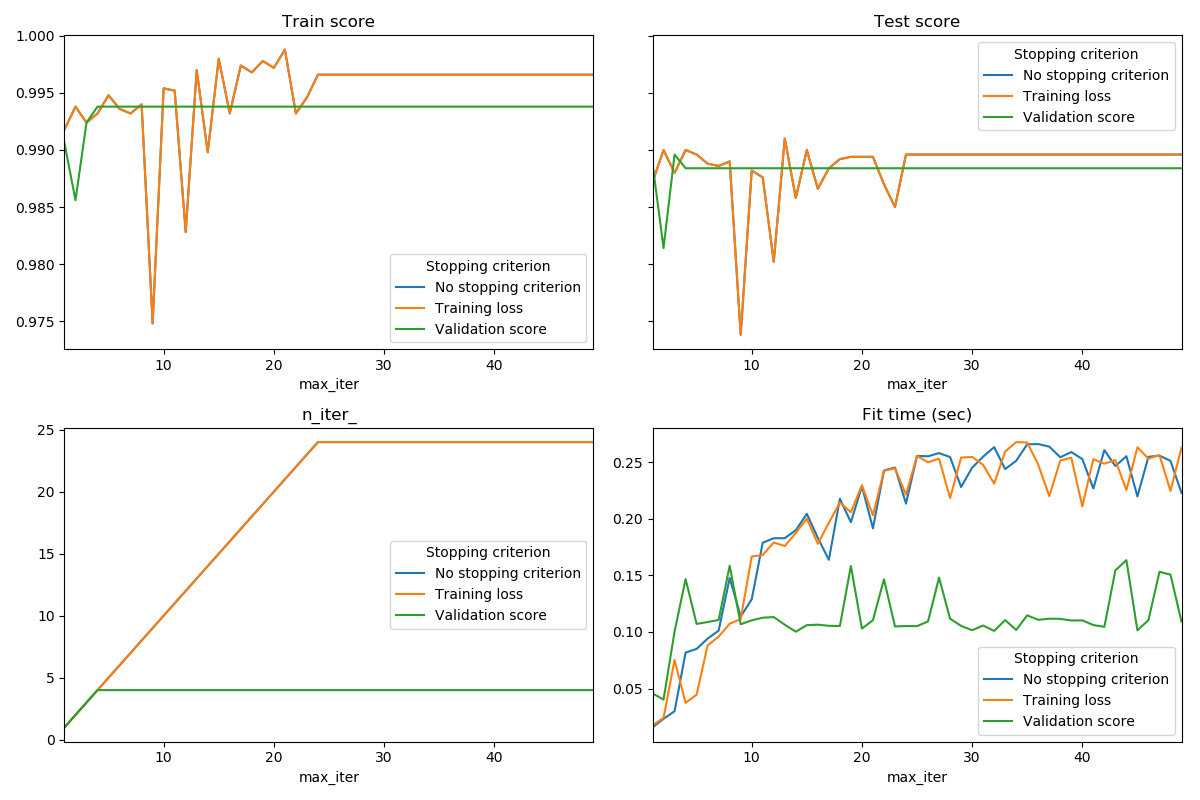 Train score
1.000
0.995
0.990
0.985
0.980
0.975
Stopping criterion
No stopping criterion
Training loss
Validation score
10
20
30
40
max_iter
Test score
Stopping criterion
No stopping criterion
Training loss
Validation score
10
20
30
40
max_iter
n_iter_
25
20
15
10
5
0
Stopping criterion
No stopping criterion
Training loss
Validation score
10
20
30
40
max_iter
Fit time (sec)
0.25
0.20
0.15
0.10
0.05
Stopping criterion
No stopping criterion
Training loss
Validation score
10
20
30
40
max_iter